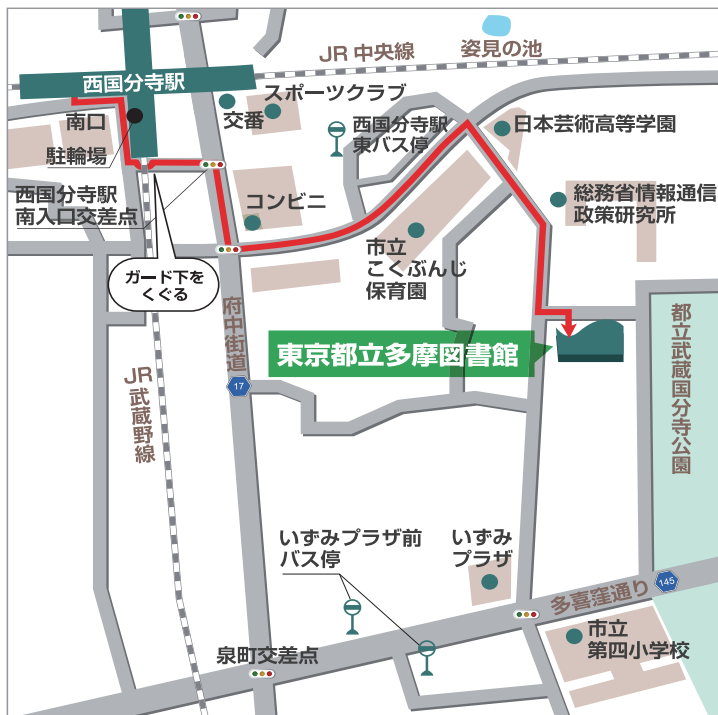 JR中央線
姿見の池
西国分寺駅
スポーツクラブ
南口
交番
西国分寺駅
東バス停
日本芸術高等学園
駐輪場
西国分寺駅
南入口交差点
コンビニ
総務省情報通信
政策研究所
市立
こくぶんじ
保育園
ガード下を
くぐる
府中街道
都立武蔵国分寺公園
東京都立多摩図書館
JR武蔵野線
17
いずみプラザ前
バス停
いずみ
プラザ
多喜窪通り
145
市立
第四小学校
泉町交差点